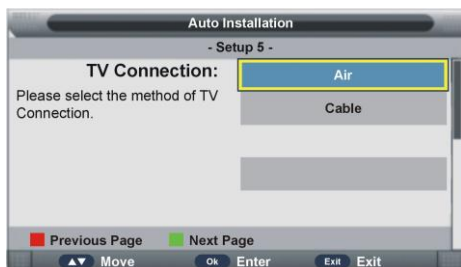 Auto Installation
- Setup 5 -
TV Connection:
Please select the method of TV
Connection.
Air
Cable
Previous Page Next Page
Move Ok Enter Exit Exit